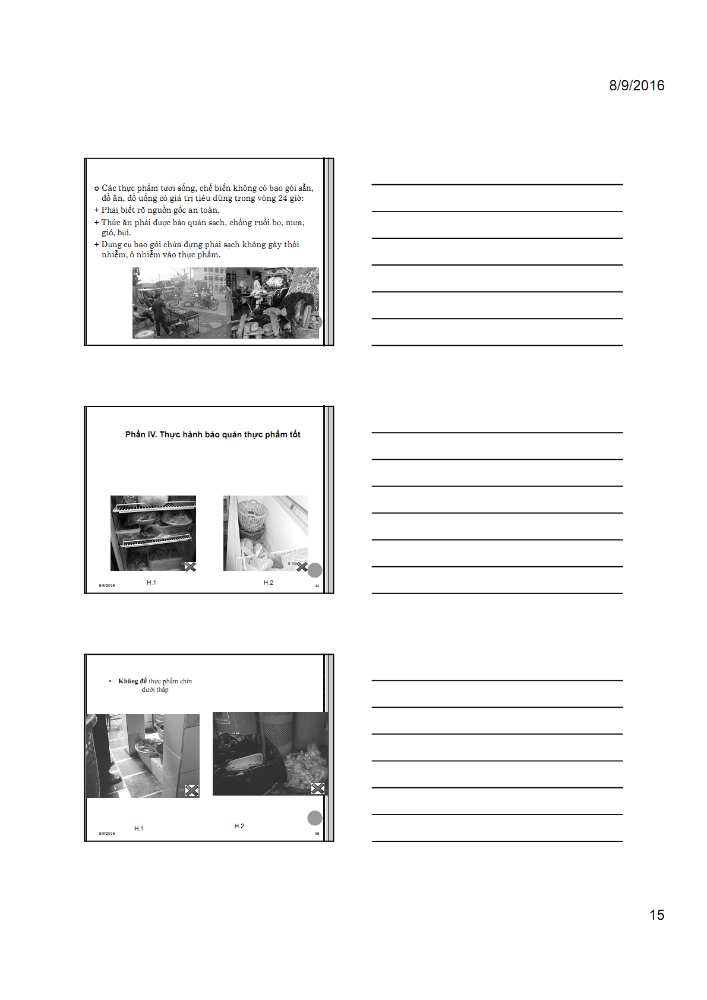 8/9/2016
Các thực phẩm tươi sống, chế biến không có bao gói sẵn,
đồ ăn, đồ uống có giá trị tiêu dùng trong vòng 24 giờ:
+ Phải biết rõ nguồn gốc an toàn.
+ Thức ăn phải được bảo quản sạch, chống ruồi bọ, mưa,
gió, bụi.
+ Dụng cụ bao gói chứa đựng phải sạch không gây thôi
nhiễm, ô nhiễm vào thực phẩm.
Phần IV. Thực hành bảo quản thực phẩm tốt
H.1
H.2
8/9/2016
44
• Không để thực phẩm chín
dưới thấp
H.1
H.2
8/9/2016
45
15